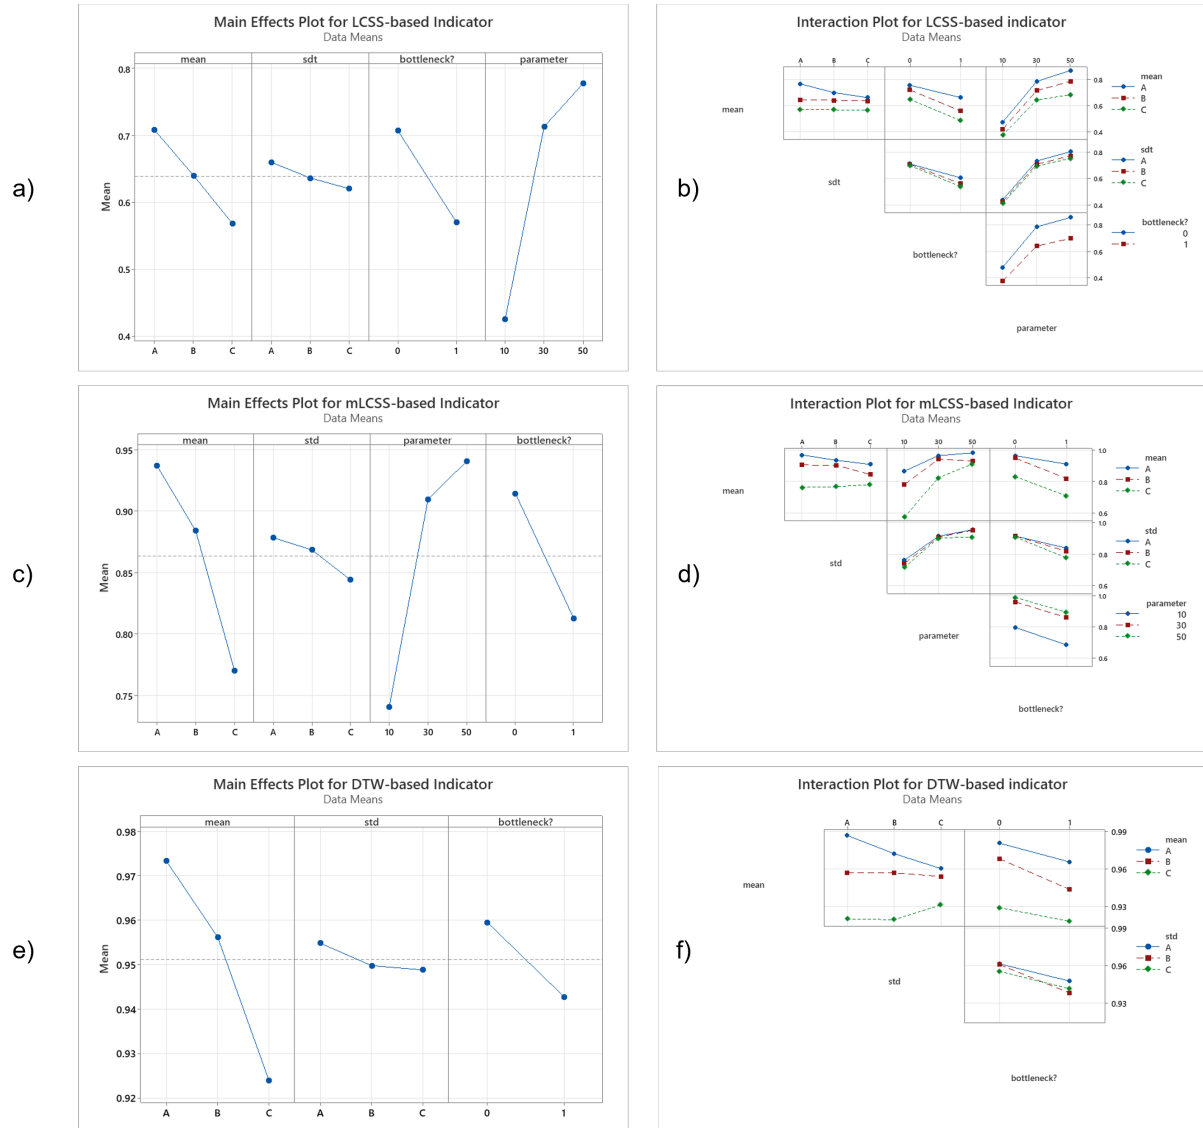 a)
Main Effects Plot for LCSS-based Indicator
Data Means
mean sdt bottleneck? parameter
0.8
0.7
0.6
0.5
0.4
Mean
A B C A B C 0 1 10 30 50
b)
Interaction Plot for LCSS-based indicator
Data Means
A B C 0 1 10 30 50
mean
0.8
0.6
0.4
mean
A
B
C
sdt
0.8
0.6
0.4
sdt
A
B
C
bottleneck?
0.8
0.6
0.4
bottleneck?
0
1
parameter
c)
Main Effects Plot for mLCSS-based Indicator
Data Means
mean std parameter bottleneck?
0.95
0.90
0.85
0.80
0.75
Mean
A B C A B C 10 30 50 0 1
d)
Interaction Plot for mLCSS-based Indicator
Data Means
A B C 10 30 50 0 1
mean
1.0
0.8
0.6
mean
A
B
C
std
1.0
0.8
0.6
std
A
B
C
parameter
1.0
0.8
0.6
parameter
10
30
50
bottleneck?
e)
Main Effects Plot for DTW-based Indicator
Data Means
mean std bottleneck?
0.98
0.97
0.96
0.95
0.94
0.93
0.92
Mean
A B C A B C 0 1
f)
Interaction Plot for DTW-based indicator
Data Means
A B C 0 1
mean
0.99
0.96
0.93
mean
A
B
C
std
0.99
0.96
0.93
std
A
B
C
bottleneck?